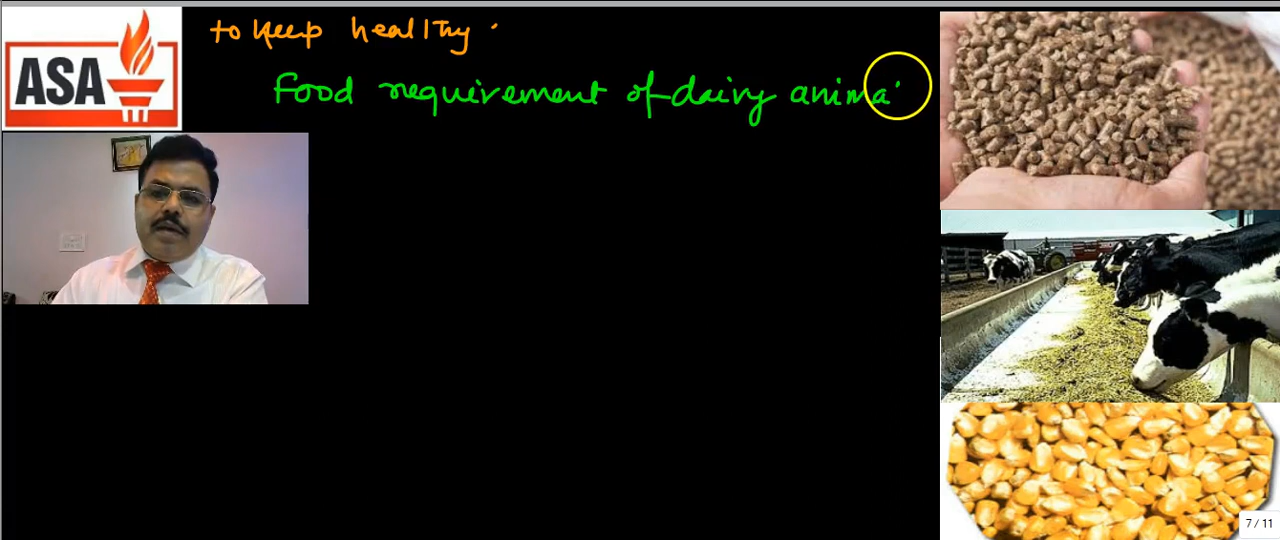 ASA
to keep healthy.
Food requirement of dairy anima
7 / 11